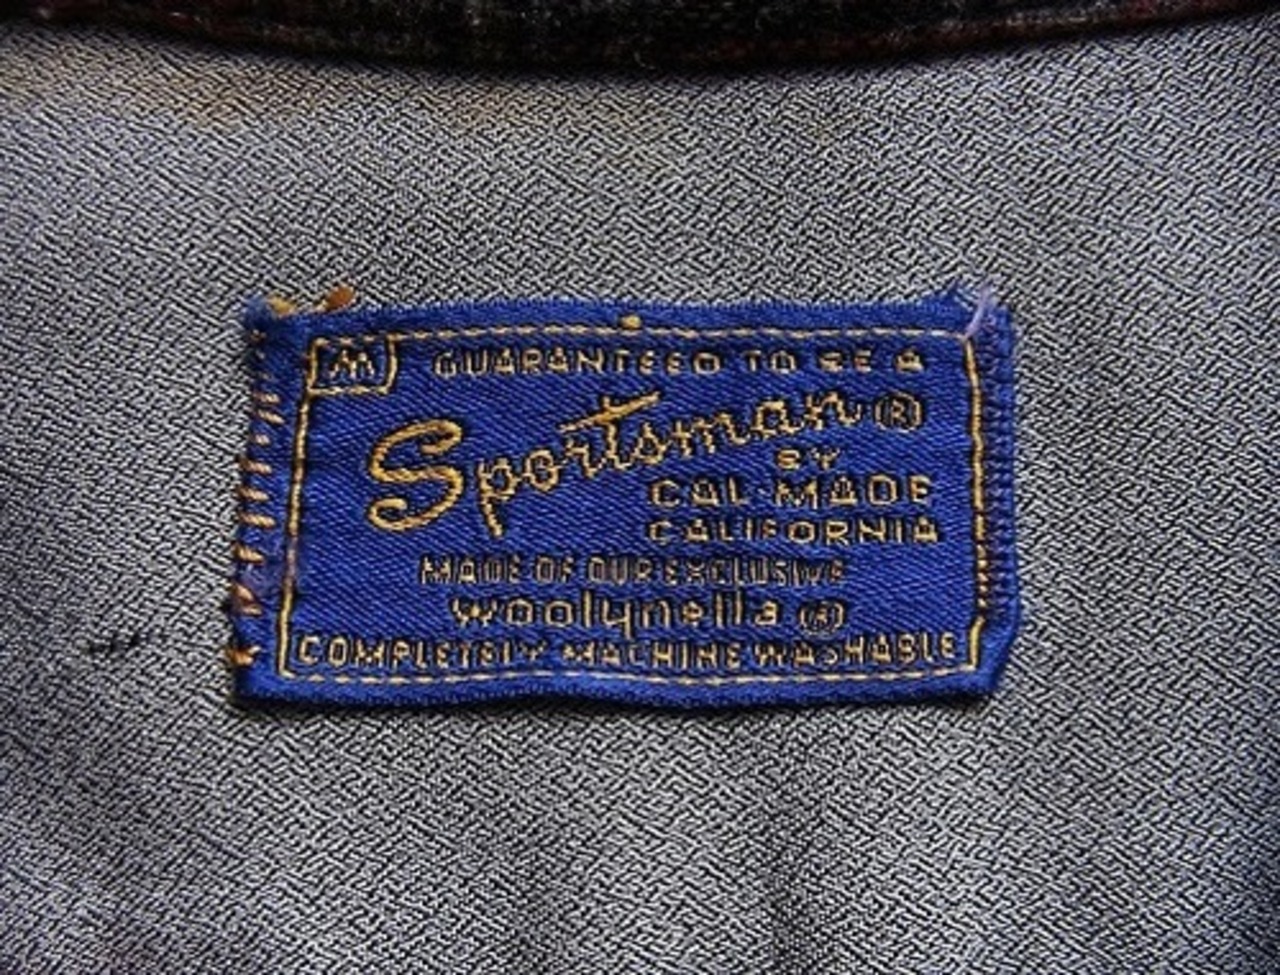 M GUARANTEED TO BE A
Sportsman®
BY
CAL-MADE
CALIFORNIA
MADE OF OUR EXCLUSIVE
woolynella ®
COMPLETELY MACHINE WASHABLE